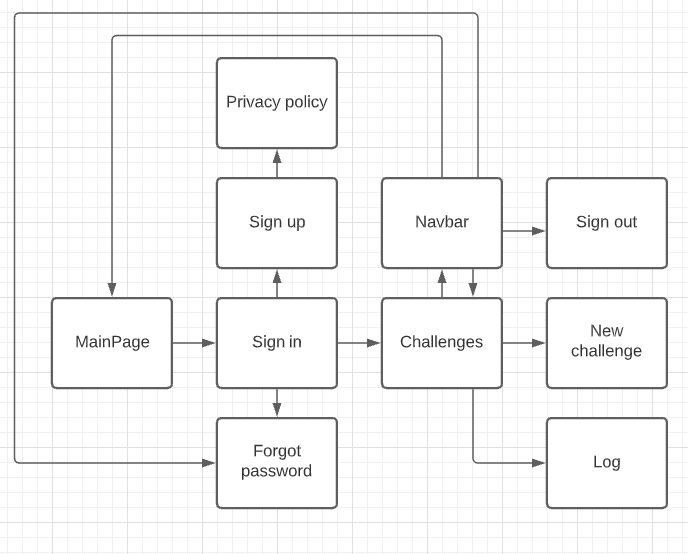 Privacy policy
Sign up
Navbar
Sign out
MainPage
Sign in
Challenges
New
challenge
Forgot
password
Log